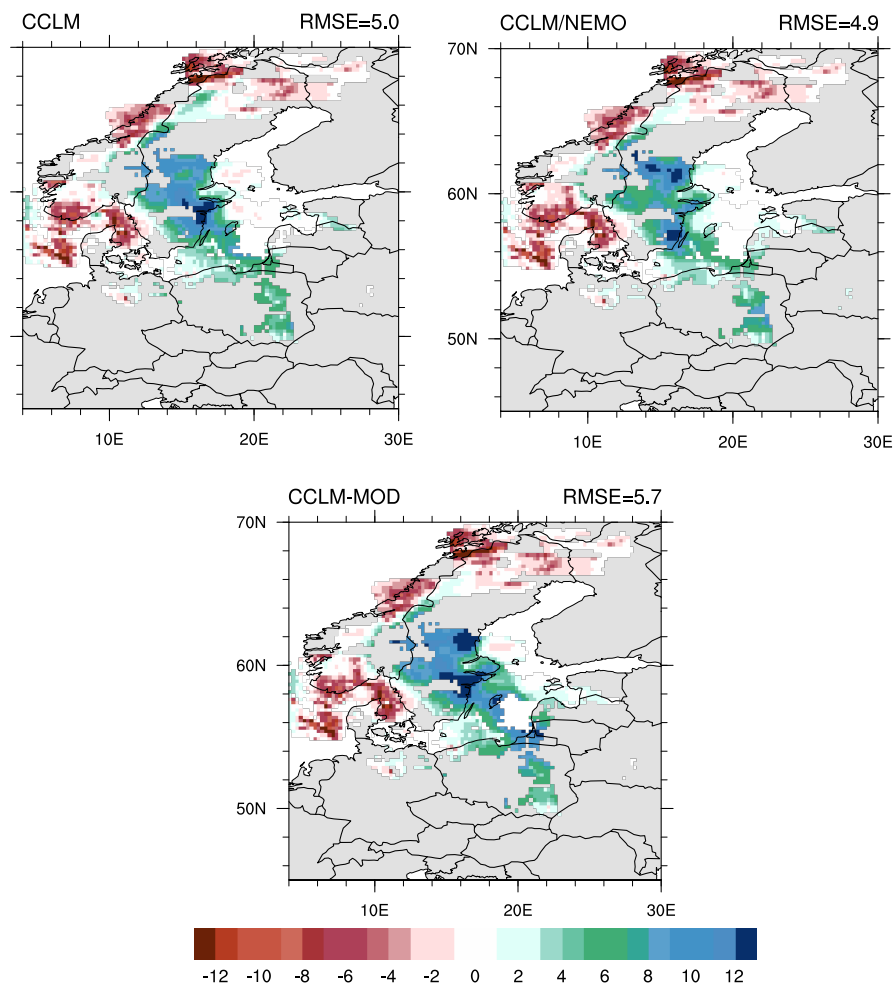 CCLM RMSE=5.0
CCLM/NEMO RMSE=4.9
70N
60N
50N
10E 20E 30E
10E 20E 30E
CCLM-MOD RMSE=5.7
70N
60N
50N
10E 20E 30E
-12 -10 -8 -6 -4 -2 0 2 4 6 8 10 12